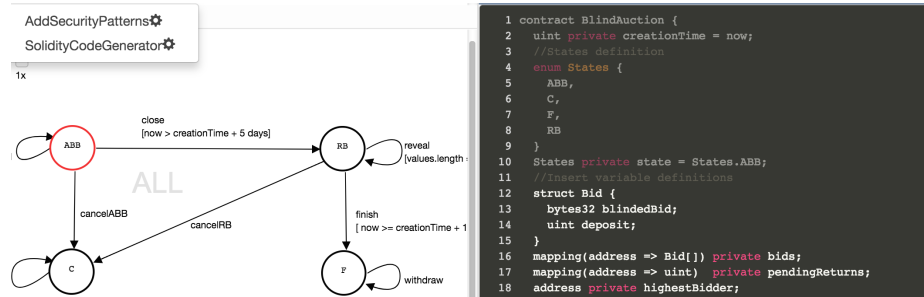 AddSecurityPatterns
SolidityCodeGenerator
1x
close
[now > creationTime + 5 days]
ABB
RB
reveal
[values.length =
ALL
cancelABB
cancelRB
finish
[ now >= creationTime + 1
C
F
withdraw
1 contract BlindAuction {
2 uint private creationTime = now;
3 //States definition
4 enum States {
5 ABB,
6 C,
7 F,
8 RB
9 }
10 States private state = States.ABB;
11 //Insert variable definitions
12 struct Bid {
13 bytes32 blindedBid;
14 uint deposit;
15 }
16 mapping(address => Bid[]) private bids;
17 mapping(address => uint) private pendingReturns;
18 address private highestBidder;